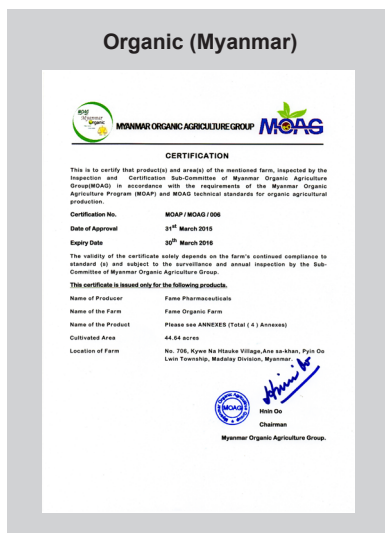 Organic (Myanmar)
MOAG
Myanmar
organic
MYANMAR ORGANIC AGRICULTURE GROUP
MOAG
CERTIFICATION
This is to certify that product(s) and area(s) of the mentioned farm, inspected by the
Inspection and Certification Sub-Committee of Myanmar Organic Agriculture
Group(MOAG) in accordance with the requirements of the Myanmar Organic
Agriculture Program (MOAP) and MOAG technical standards for organic agricultural
production.
Certification No. MOAP / MOAG / 006
Date of Approval 31st March 2015
Expiry Date 30th March 2016
The validity of the certificate solely depends on the farm's continued compliance to
standard (s) and subject to the surveillance and annual inspection by the Sub-
Committee of Myanmar Organic Agriculture Group.
This certificate is issued only for the following products.
Name of Producer Fame Pharmaceuticals
Name of the Farm Fame Organic Farm
Name of the Product Please see ANNEXES (Total ( 4 ) Annexes)
Cultivated Area 44.64 acres
Location of Farm No. 708, Kywe Na Htauke Village,Ane sa-khan, Pyin Oo
Lwin Township, Madalay Division, Myanmar.
Hnin Oo
MOAG
Hnin Oo
Chairman
Myanmar Organic Agriculture Group.